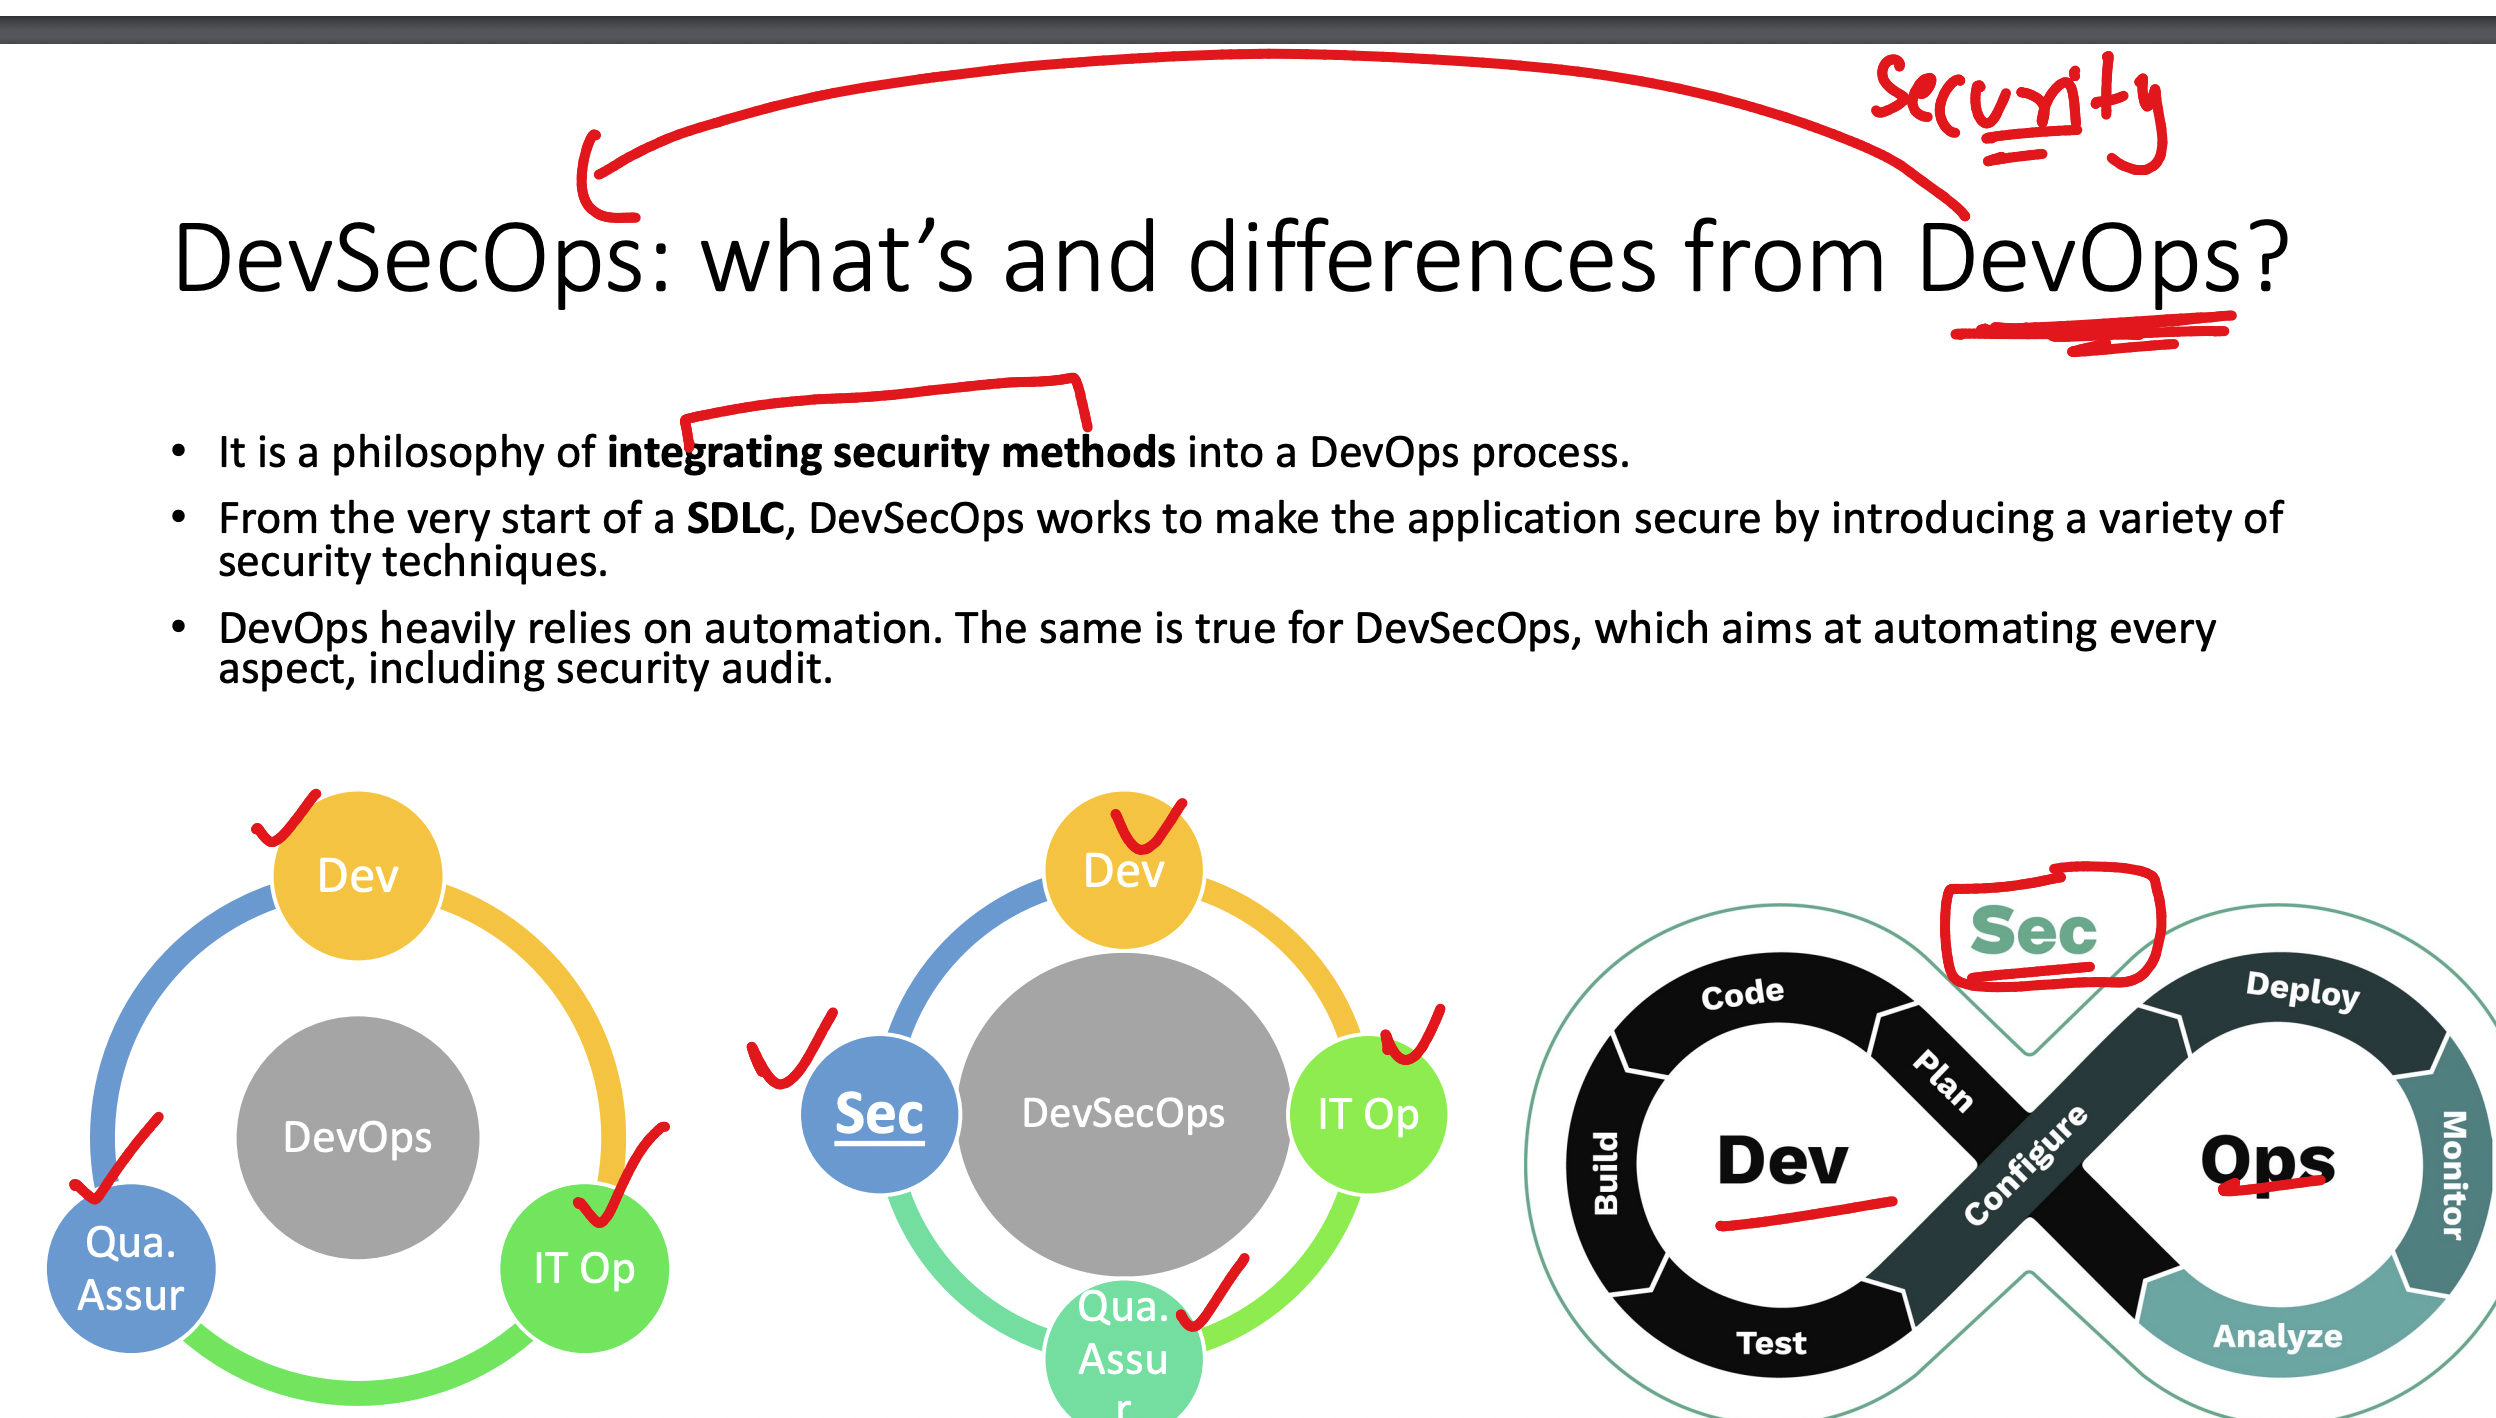 security
DevSecOps: what’s and differences from DevOps?
• It is a philosophy of integrating security methods into a DevOps process.
• From the very start of a SDLC, DevSecOps works to make the application secure by introducing a variety of
security techniques.
• DevOps heavily relies on automation. The same is true for DevSecOps, which aims at automating every
aspect, including security audit.
Dev
DevOps
Qua.
Assur
IT Op
Dev
Sec
DevSecOps
IT Op
Qua.
Assu
r
Sec
Code
Deploy
Plan
Build
Dev
Configure
Ops
Monitor
Test
Analyze